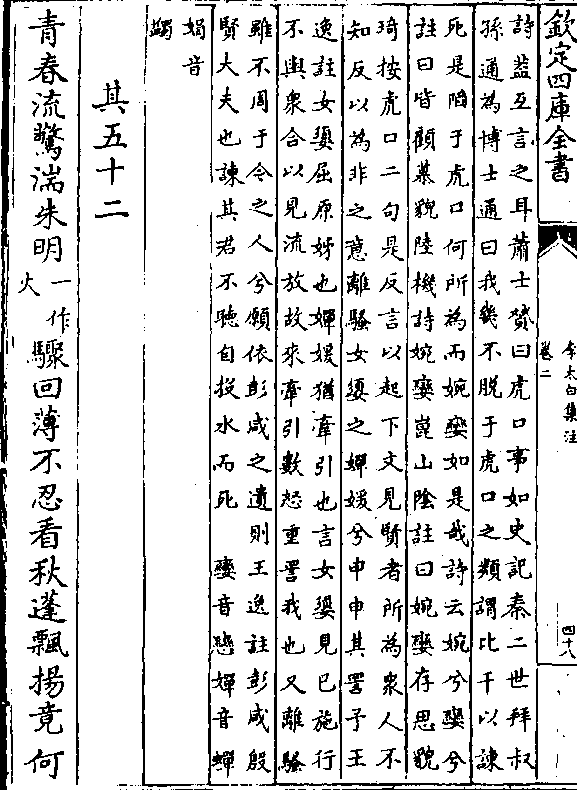 欽定四庫全書
李太白集注
卷二
四十八
詩蓋互言之耳蕭士贇曰虎口事如史記秦二世拜叔
孫通為博士通曰我幾不脫于虎口之類謂比干以諫
死是陷于虎口何所為而婉孌如是哉詩云婉兮孌兮
註曰皆顧慕貌陸機詩婉孌崑山陰註曰婉孌存思貌
琦按虎口二句是反言以起下文見賢者所為衆人不
知反以為非之意離騷女嬃之嬋媛兮申申其詈予王
逸註女嬃屈原姊也嬋媛猶牽引也言女嬃見已施行
不與衆合以見流放故來牽引數怒重詈我也又離騷
雖不周于今之人兮願依彭咸之遺則王逸註彭咸殷
賢大夫也諫其君不聽自投水而死 孌音戀嬋音蟬
媛音
蠲
其五十二
青春流驚湍朱明一作火驟回薄不忍看秋蓬飄揚竟何